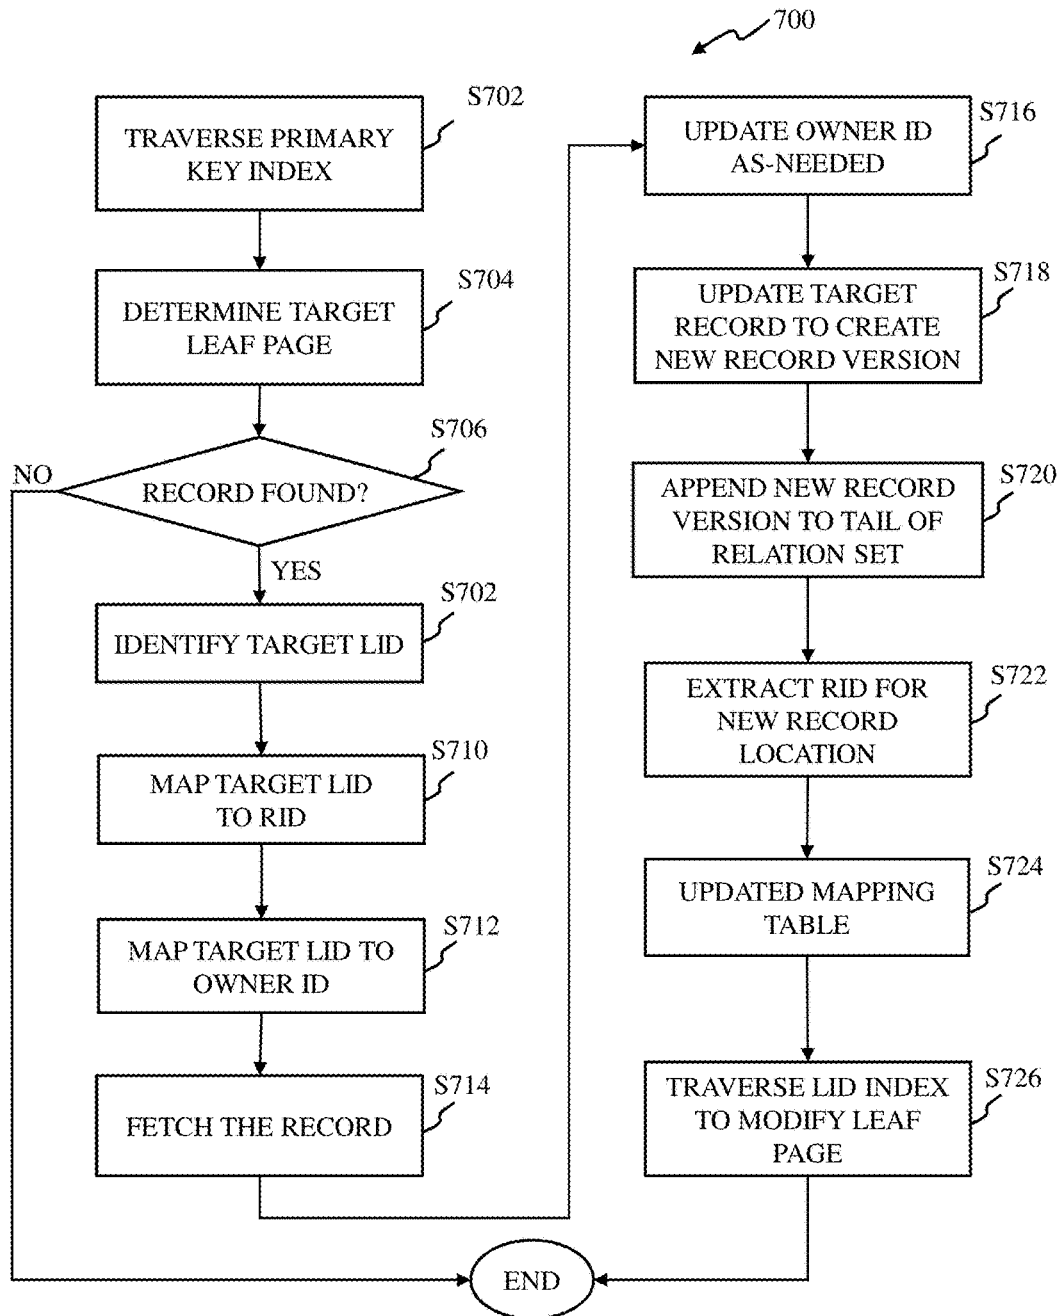 700
S702
TRAVERSE PRIMARY
KEY INDEX
S704
DETERMINE TARGET
LEAF PAGE
S706
NO
RECORD FOUND?
YES
S702
IDENTIFY TARGET LID
S710
MAP TARGET LID
TO RID
S712
MAP TARGET LID TO
OWNER ID
S714
FETCH THE RECORD
S716
UPDATE OWNER ID
AS-NEEDED
S718
UPDATE TARGET
RECORD TO CREATE
NEW RECORD VERSION
S720
APPEND NEW RECORD
VERSION TO TAIL OF
RELATION SET
S722
EXTRACT RID FOR
NEW RECORD
LOCATION
S724
UPDATED MAPPING
TABLE
S726
TRAVERSE LID INDEX
TO MODIFY LEAF
PAGE
END